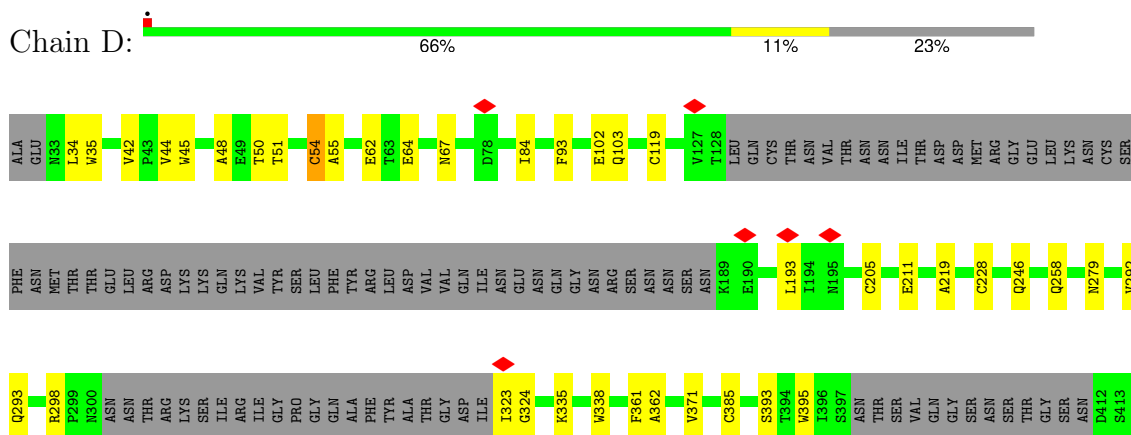 Chain D:
66% 11% 23%
ALA GLU N33 L34 W35 V42 P43 V44 W45 A48 E49 T50 T51 C54 A55 E62 T63 E64 N67 D78 I84 F93 E102 Q103 C119 V127 T128 LEU GLN CYS THR ASN VAL THR ASN ASN ILE THR ASP ASP MET ARG GLY GLU LEU LYS ASN CYS SER
PHE ASN MET THR THR GLU LEU ARG ASP LYS LYS GLN LYS VAL TYR SER LEU PHE TYR ARG LEU ASP VAL VAL GLN ILE ASN GLU ASN GLN GLY ASN ARG SER ASN ASN SER ASN K189 E190 L193 I194 N195 C205 E211 A219 C228 Q246 Q258 N279
Q293 R298 P299 N300 ASN ASN THR ARG LYS SER ILE ARG ILE GLY PRO GLY GLN ALA PHE TYR ALA THR GLY ASP ILE I323 G324 K335 W338 F361 A362 V371 C385 S393 T394 W395 I396 S397 ASN THR SER VAL GLN GLY SER ASN SER THR GLY SER ASN D412 S413